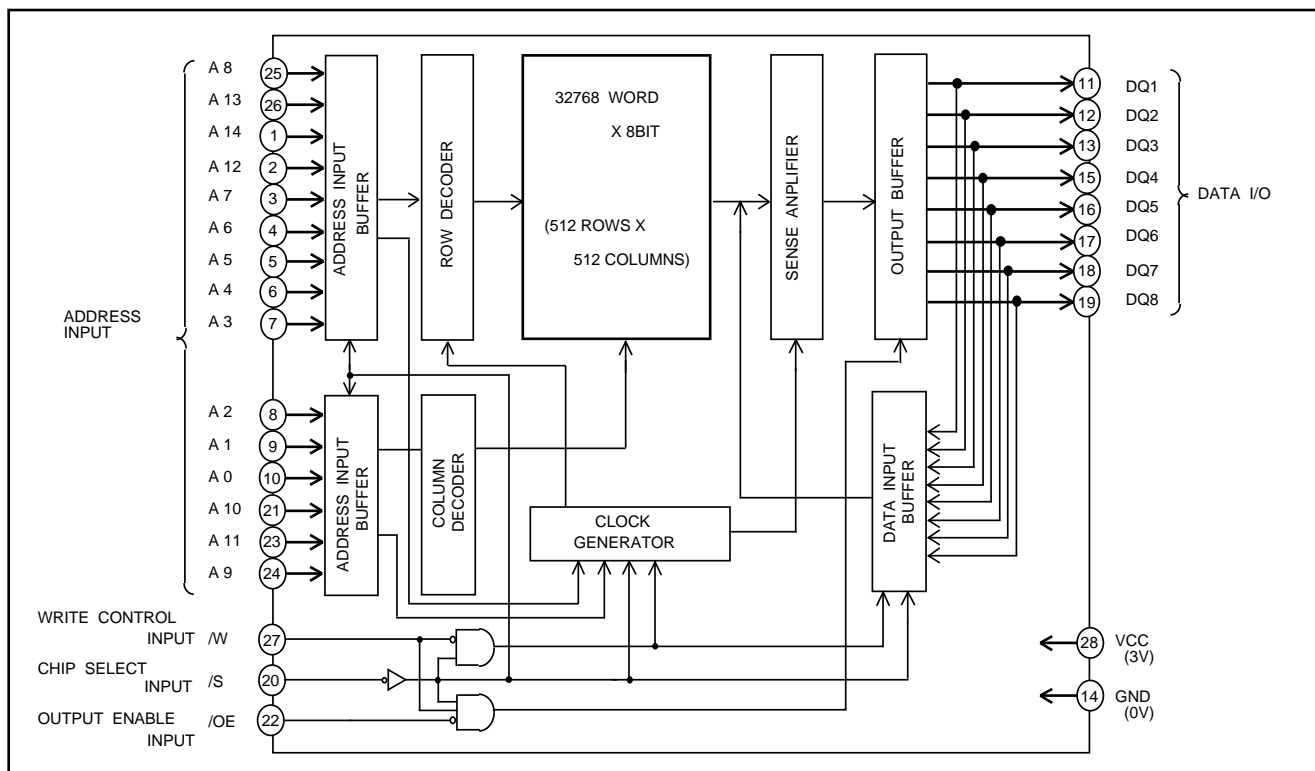 A 8
A 13
A 14
A 12
A 7
A 6
A 5
A 4
A 3
A 2
A 1
A 0
A 10
A 11
A 9
25
26
1
2
3
4
5
6
7
8
9
10
21
23
24
ADDRESS
INPUT
ADDRESS INPUT
BUFFER
ROW DECODER
32768 WORD
X 8BIT
(512 ROWS X
512 COLUMNS)
SENSE ANPLIFIER
OUTPUT BUFFER
11
12
13
15
16
17
18
19
DQ1
DQ2
DQ3
DQ4
DQ5
DQ6
DQ7
DQ8
DATA I/O
ADDRESS INPUT
BUFFER
COLUMN
DECODER
CLOCK
GENERATOR
DATA INPUT
BUFFER
WRITE CONTROL
INPUT /W
27
CHIP SELECT
INPUT /S
20
OUTPUT ENABLE
INPUT /OE
22
28
VCC
(3V)
14
GND
(0V)